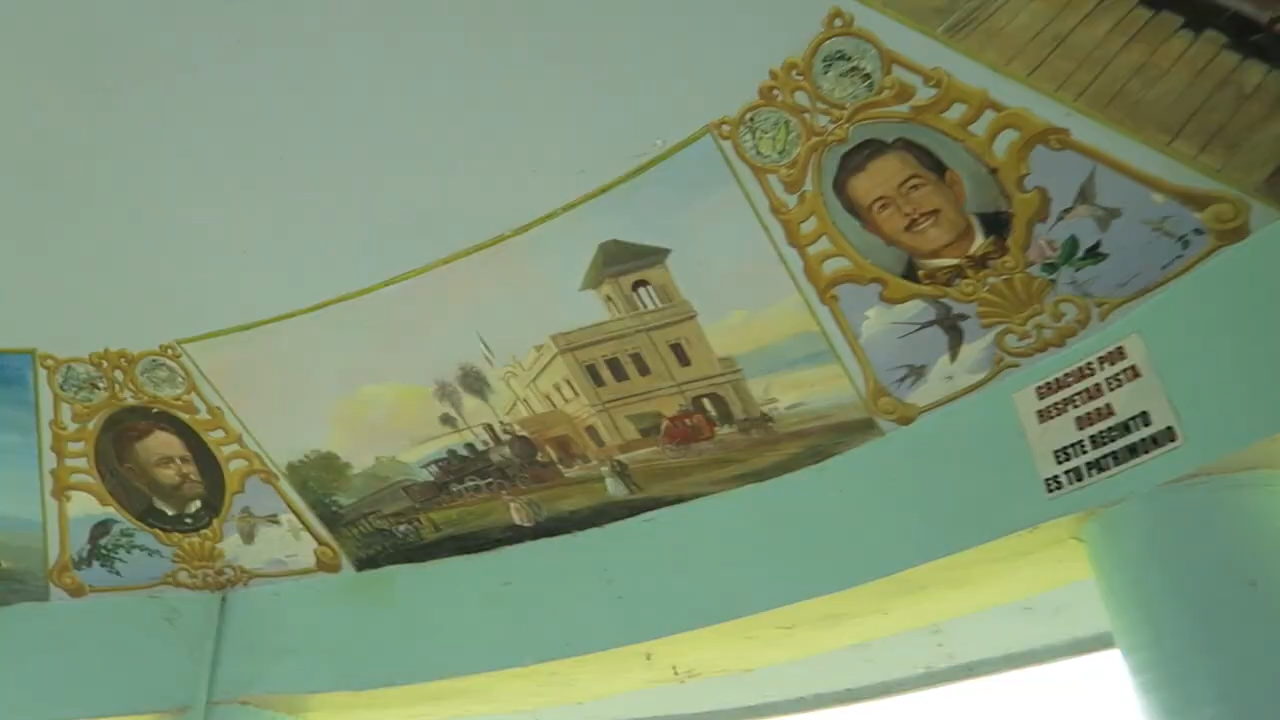 GRACIAS POR
RESPETAR ESTA
OBRA
ESTE RECINTO
ES TU PATRIMONIO